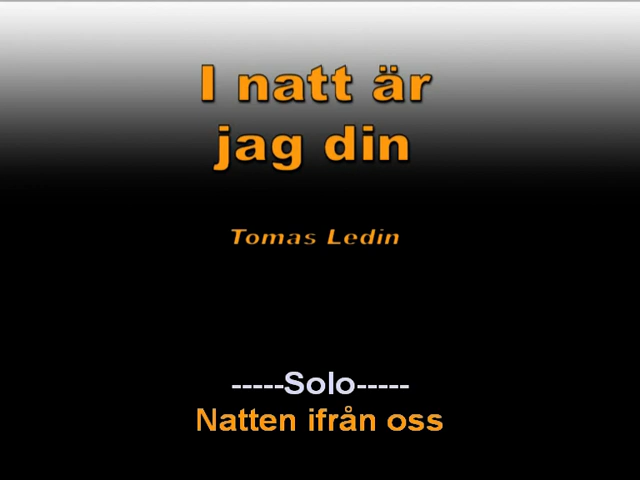 I natt är
jag din
Tomas Ledin
-----Solo-----
Natten ifrån oss